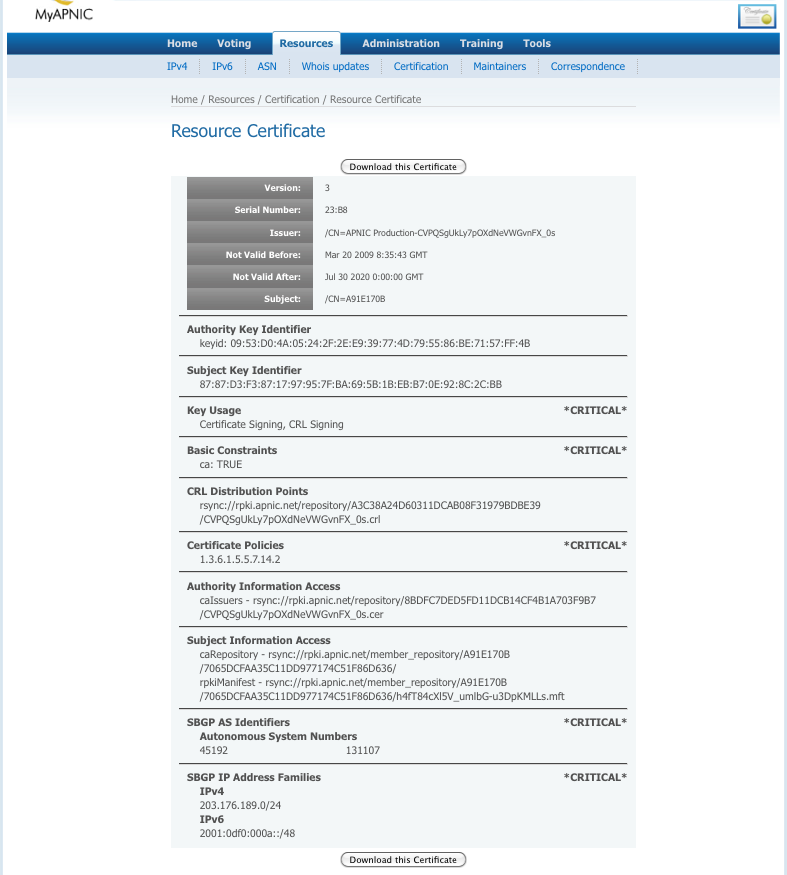 MyAPNIC
Certificate
Home Voting Resources Administration Training Tools
IPv4 IPv6 ASN Whois updates Certification Maintainers Correspondence
Home / Resources / Certification / Resource Certificate
Resource Certificate
Download this Certificate
Version: 3
Serial Number: 23:B8
Issuer: /CN=APNIC Production-CVPQSgUkLy7pOXdNeVWGvnFX_0s
Not Valid Before: Mar 20 2009 8:35:43 GMT
Not Valid After: Jul 30 2020 0:00:00 GMT
Subject: /CN=A91E170B
Authority Key Identifier
keyid: 09:53:D0:4A:05:24:2F:2E:E9:39:77:4D:79:55:86:BE:71:57:FF:4B
Subject Key Identifier
87:87:D3:F3:87:17:97:95:7F:BA:69:5B:1B:EB:B7:0E:92:8C:2C:BB
Key Usage *CRITICAL*
Certificate Signing, CRL Signing
Basic Constraints *CRITICAL*
ca: TRUE
CRL Distribution Points
rsync://rpki.apnic.net/repository/A3C38A24D60311DCAB08F31979BDBE39
/CVPQSgUkLy7pOXdNeVWGvnFX_0s.crl
Certificate Policies *CRITICAL*
1.3.6.1.5.5.7.14.2
Authority Information Access
caIssuers - rsync://rpki.apnic.net/repository/8BDFC7DED5FD11DCB14CF4B1A703F9B7
/CVPQSgUkLy7pOXdNeVWGvnFX_0s.cer
Subject Information Access
caRepository - rsync://rpki.apnic.net/member_repository/A91E170B
/7065DCFAA35C11DD977174C51F86D636/
rpkiManifest - rsync://rpki.apnic.net/member_repository/A91E170B
/7065DCFAA35C11DD977174C51F86D636/h4fT84cXl5V_umlbG-u3DpKMLLs.mft
SBGP AS Identifiers *CRITICAL*
Autonomous System Numbers
45192 131107
SBGP IP Address Families *CRITICAL*
IPv4
203.176.189.0/24
IPv6
2001:0df0:000a::/48
Download this Certificate